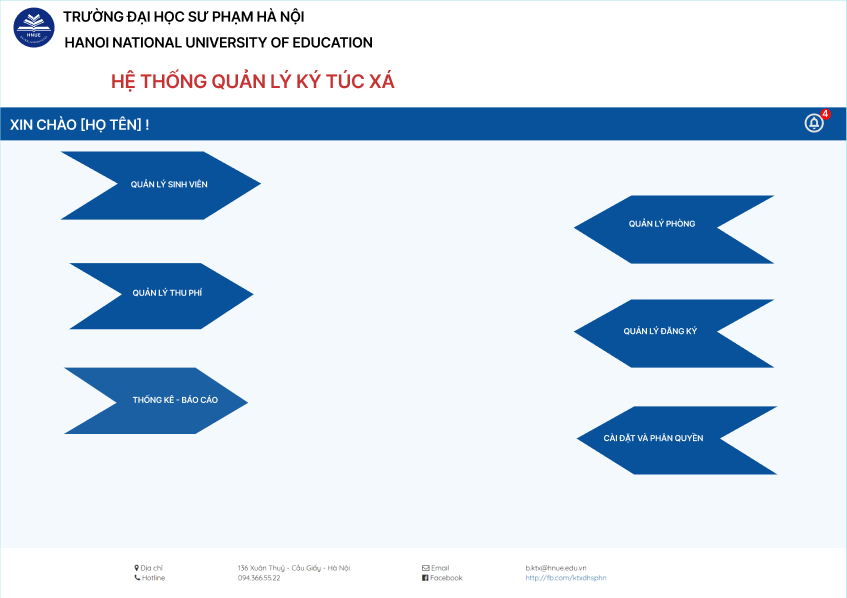 HNUE
TRƯỜNG ĐẠI HỌC SƯ PHẠM HÀ NỘI
HANOI NATIONAL UNIVERSITY OF EDUCATION
HỆ THỐNG QUẢN LÝ KÝ TÚC XÁ
XIN CHÀO [HỌ TÊN] !
4
QUẢN LÝ SINH VIÊN
QUẢN LÝ PHÒNG
QUẢN LÝ THU PHÍ
QUẢN LÝ ĐĂNG KÝ
THỐNG KÊ - BÁO CÁO
CÀI ĐẶT VÀ PHÂN QUYỀN
Địa chỉ 136 Xuân Thuỷ - Cầu Giấy - Hà Nội Email b.ktx@hnue.edu.vn
Hotline 094.366.55.22 Facebook http://fb.com/ktxdhsphn